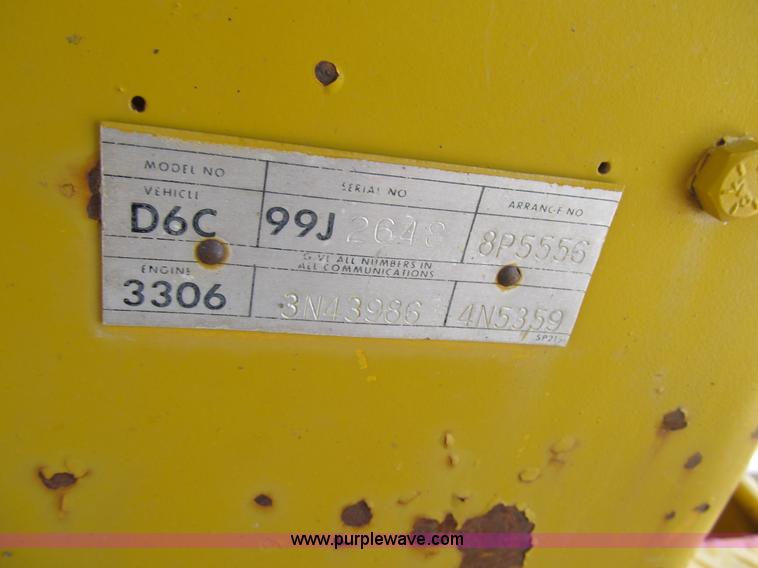 MODEL NO SERIAL NO ARRANGE NO
VEHICLE
D6C 99J 2648 8P5556
GIVE ALL NUMBERS IN
ALL COMMUNICATIONS
ENGINE
3306 3N43986 4N5359
www.purplewave.com